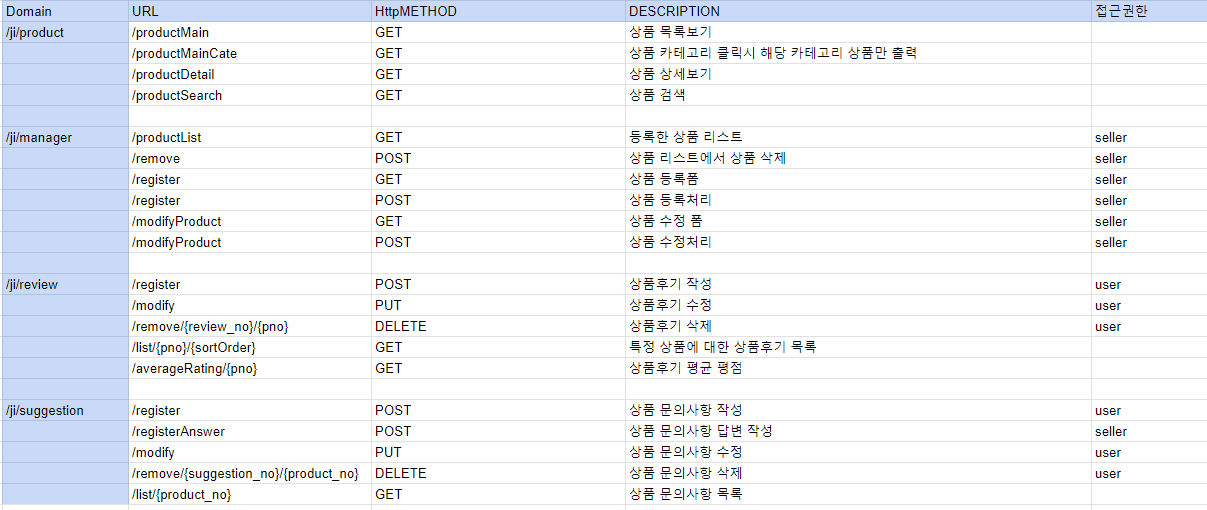 Domain URL HttpMETHOD DESCRIPTION 접근권한
/ji/product /productMain GET 상품 목록보기
/productMainCate GET 상품 카테고리 클릭시 해당 카테고리 상품만 출력
/productDetail GET 상품 상세보기
/productSearch GET 상품 검색
/ji/manager /productList GET 등록한 상품 리스트 seller
/remove POST 상품 리스트에서 상품 삭제 seller
/register GET 상품 등록폼 seller
/register POST 상품 등록처리 seller
/modifyProduct GET 상품 수정 폼 seller
/modifyProduct POST 상품 수정처리 seller
/ji/review /register POST 상품후기 작성 user
/modify PUT 상품후기 수정 user
/remove/{review_no}/{pno} DELETE 상품후기 삭제 user
/list/{pno}/{sortOrder} GET 특정 상품에 대한 상품후기 목록
/averageRating/{pno} GET 상품후기 평균 평점
/ji/suggestion /register POST 상품 문의사항 작성 user
/registerAnswer POST 상품 문의사항 답변 작성 seller
/modify PUT 상품 문의사항 수정 user
/remove/{suggestion_no}/{product_no} DELETE 상품 문의사항 삭제 user
/list/{product_no} GET 상품 문의사항 목록